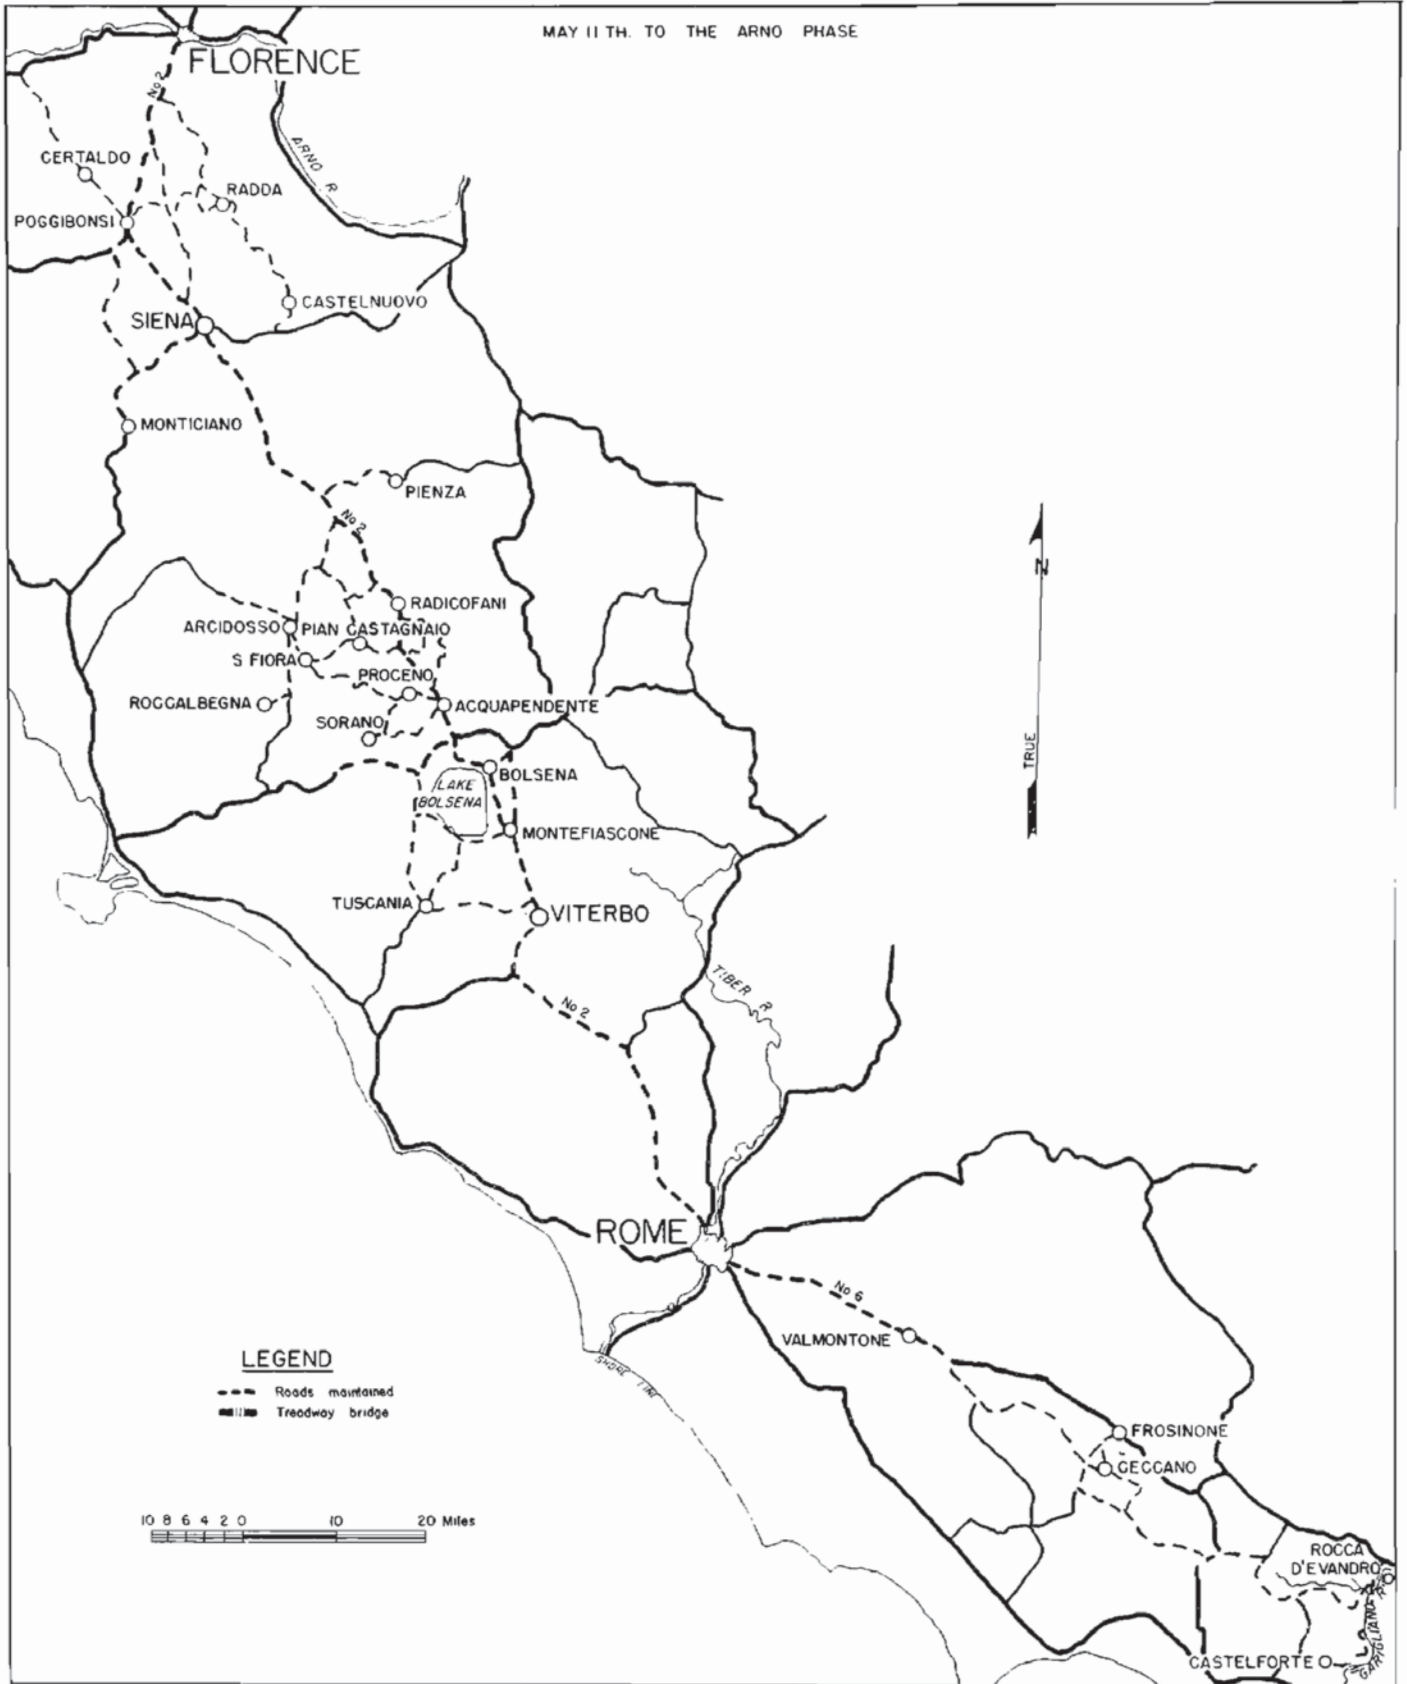 MAY 11 TH. TO THE ARNO PHASE
FLORENCE
No 2
ARNO R
CERTALDO
RADDA
POGGIBONSI
CASTELNUOVO
SIENA
MONTICIANO
PIENZA
No 2
RADICOFANI
ARCIDOSSO
PIAN CASTAGNAIO
S FIORA
PROCENO
ROCCALBEGNA
ACQUAPENDENTE
SORANO
BOLSENA
LAKE
BOLSENA
MONTEFIASCONE
TUSCANIA
VITERBO
TIBER R
No 2
N
TRUE
ROME
No 6
VALMONTONE
SHORE LINE
LEGEND
Roads maintained
Treadway bridge
FROSINONE
CECCANO
10 8 6 4 2 0 10 20 Miles
ROCCA
D'EVANDRO
GARIGLIANO R
CASTELFORTE